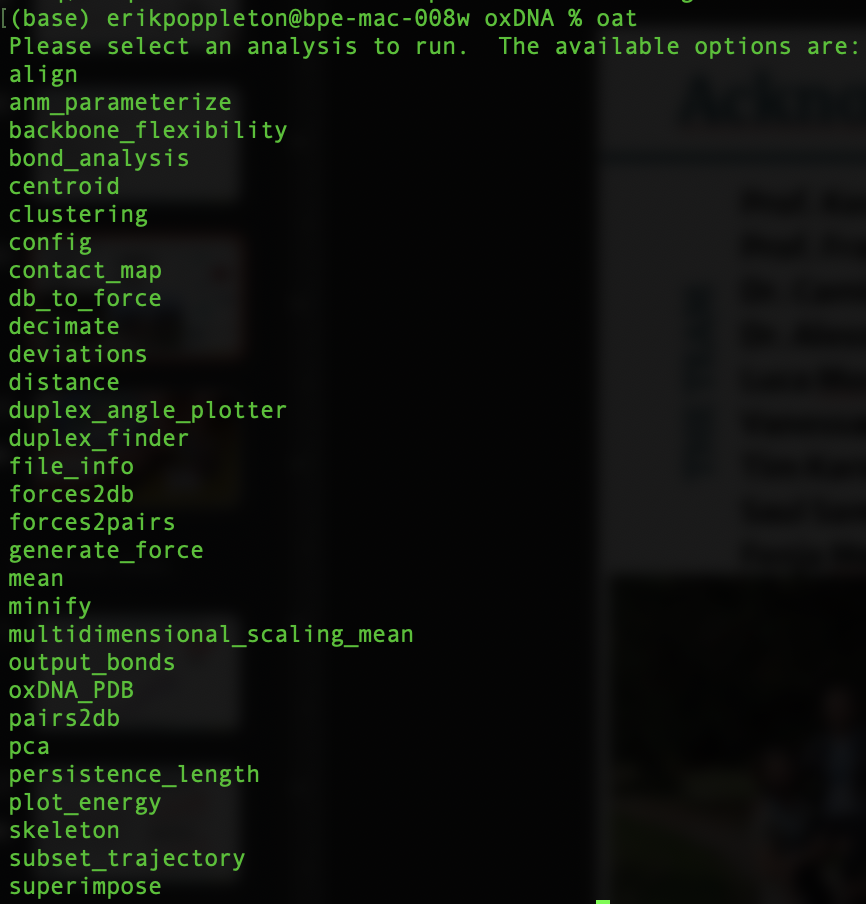 [(base) erikpoppleton@bpe-mac-008w oxDNA % oat
Please select an analysis to run.  The available options are:
align
anm_parameterize
backbone_flexibility
bond_analysis
centroid
clustering
config
contact_map
db_to_force
decimate
deviations
distance
duplex_angle_plotter
duplex_finder
file_info
forces2db
forces2pairs
generate_force
mean
minify
multidimensional_scaling_mean
output_bonds
oxDNA_PDB
pairs2db
pca
persistence_length
plot_energy
skeleton
subset_trajectory
superimpose